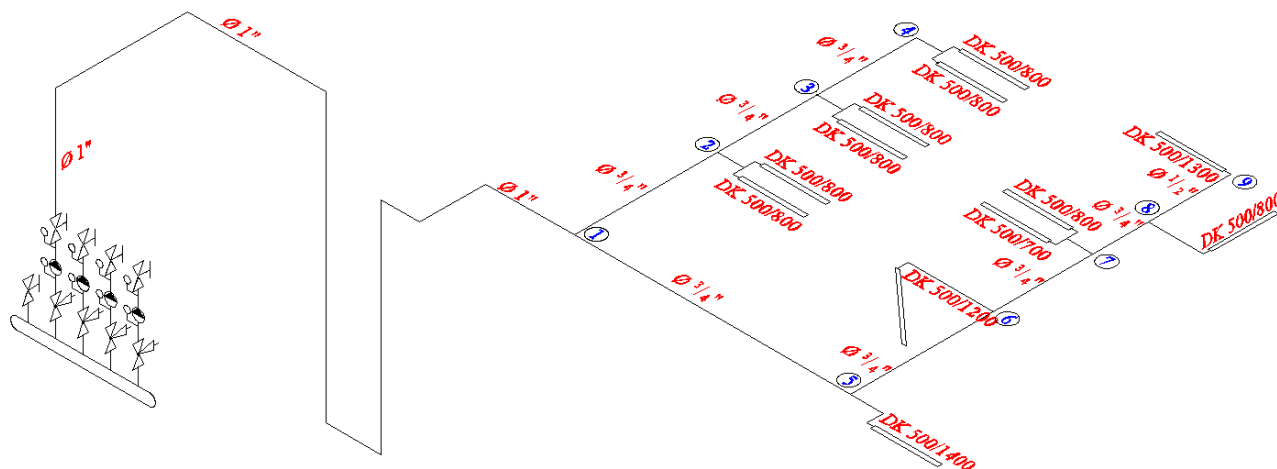 Ø 1"
Ø 1"
Ø 1"
1
Ø 3/4"
2
Ø 3/4"
3
Ø 3/4"
4
DK 500/800
DK 500/800
DK 500/800
DK 500/800
DK 500/800
DK 500/800
Ø 3/4"
5
DK 500/1400
Ø 3/4"
6
DK 500/1200
Ø 3/4"
7
DK 500/800
DK 500/700
Ø 3/4"
8
DK 500/800
Ø 1/2"
9
DK 500/1300